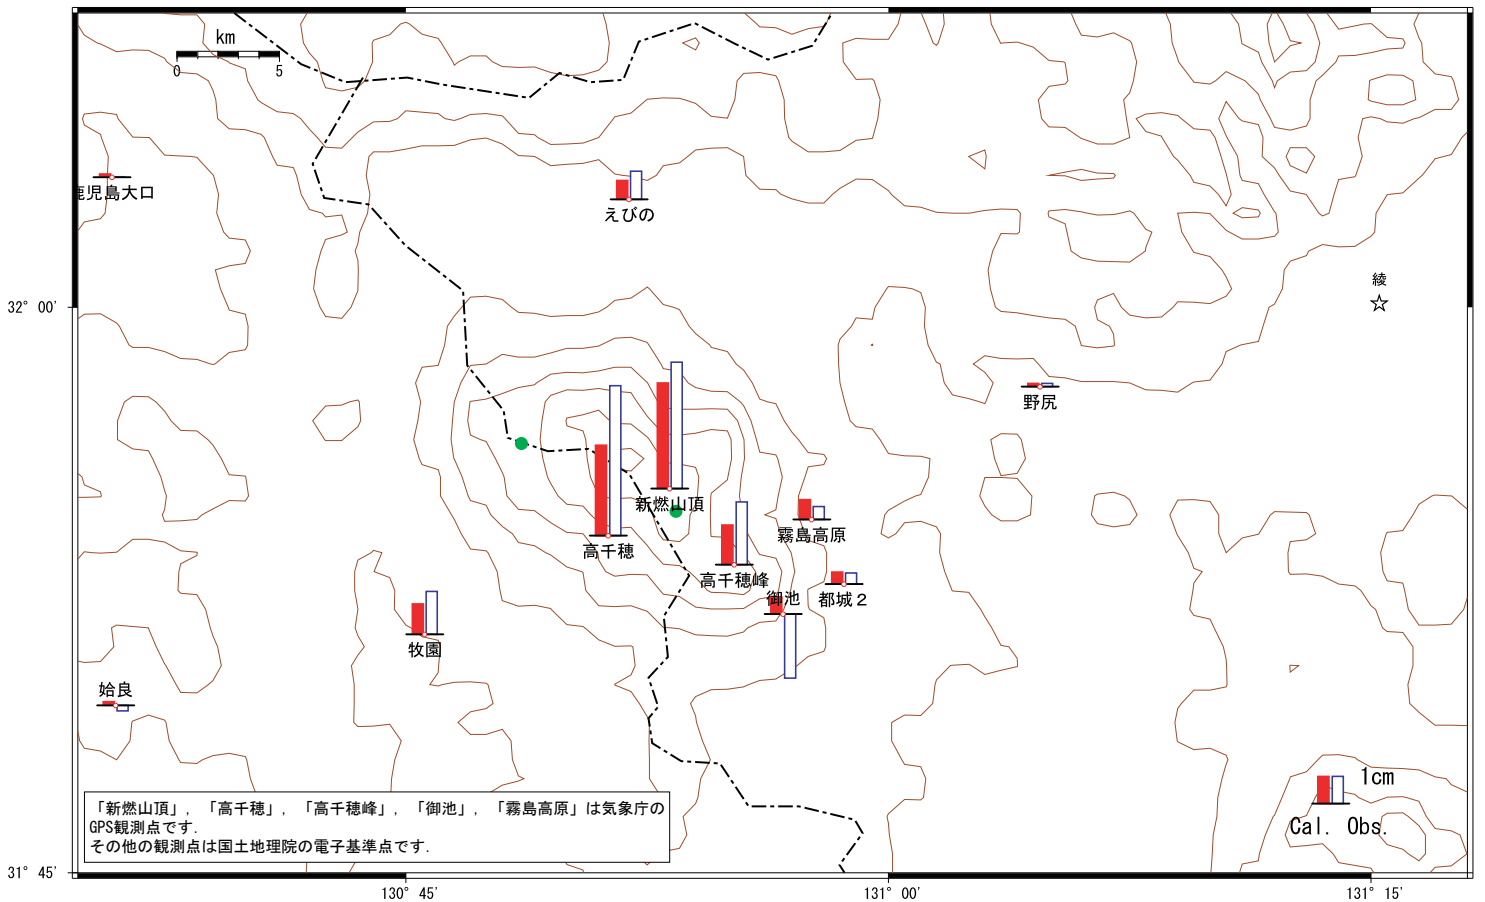 km
0 5
鹿児島大口
えびの
綾
32° 00'
野尻
新燃山頂
霧島高原
高千穂
高千穂峰
御池
都城２
牧園
姶良
1cm
Cal. Obs.
「新燃山頂」，「高千穂」，「高千穂峰」，「御池」，「霧島高原」は気象庁の
GPS観測点です．
その他の観測点は国土地理院の電子基準点です．
31° 45'
130° 45' 131° 00' 131° 15'